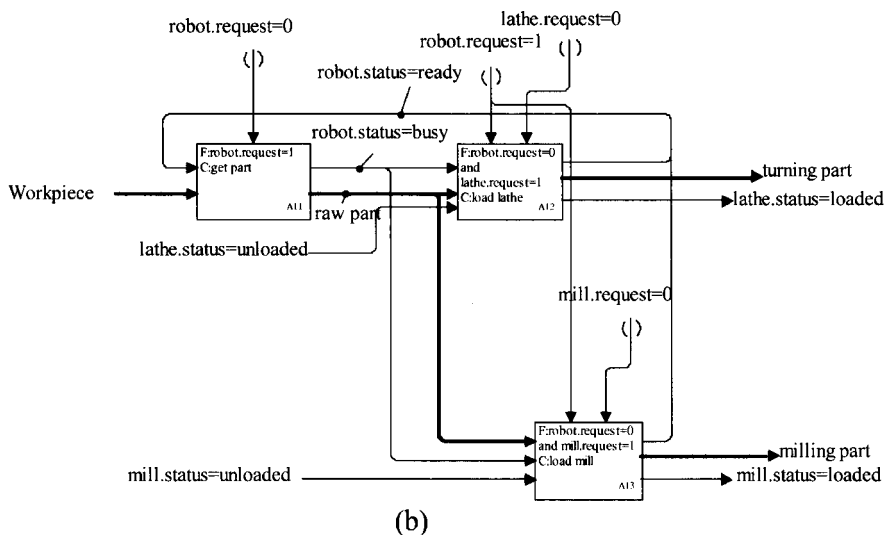 lathe.request=0
robot.request=0
robot.request=1
( )
( )
( )
robot.status=ready
robot.status=busy
F:robot.request=1
C:get part
A11
F:robot.request=0
and
lathe.request=1
C:load lathe
A12
turning part
Workpiece
raw part
lathe.status=loaded
lathe.status=unloaded
mill.request=0
( )
F:robot.request=0
and mill.request=1
C:load mill
A13
milling part
mill.status=unloaded
mill.status=loaded
(b)